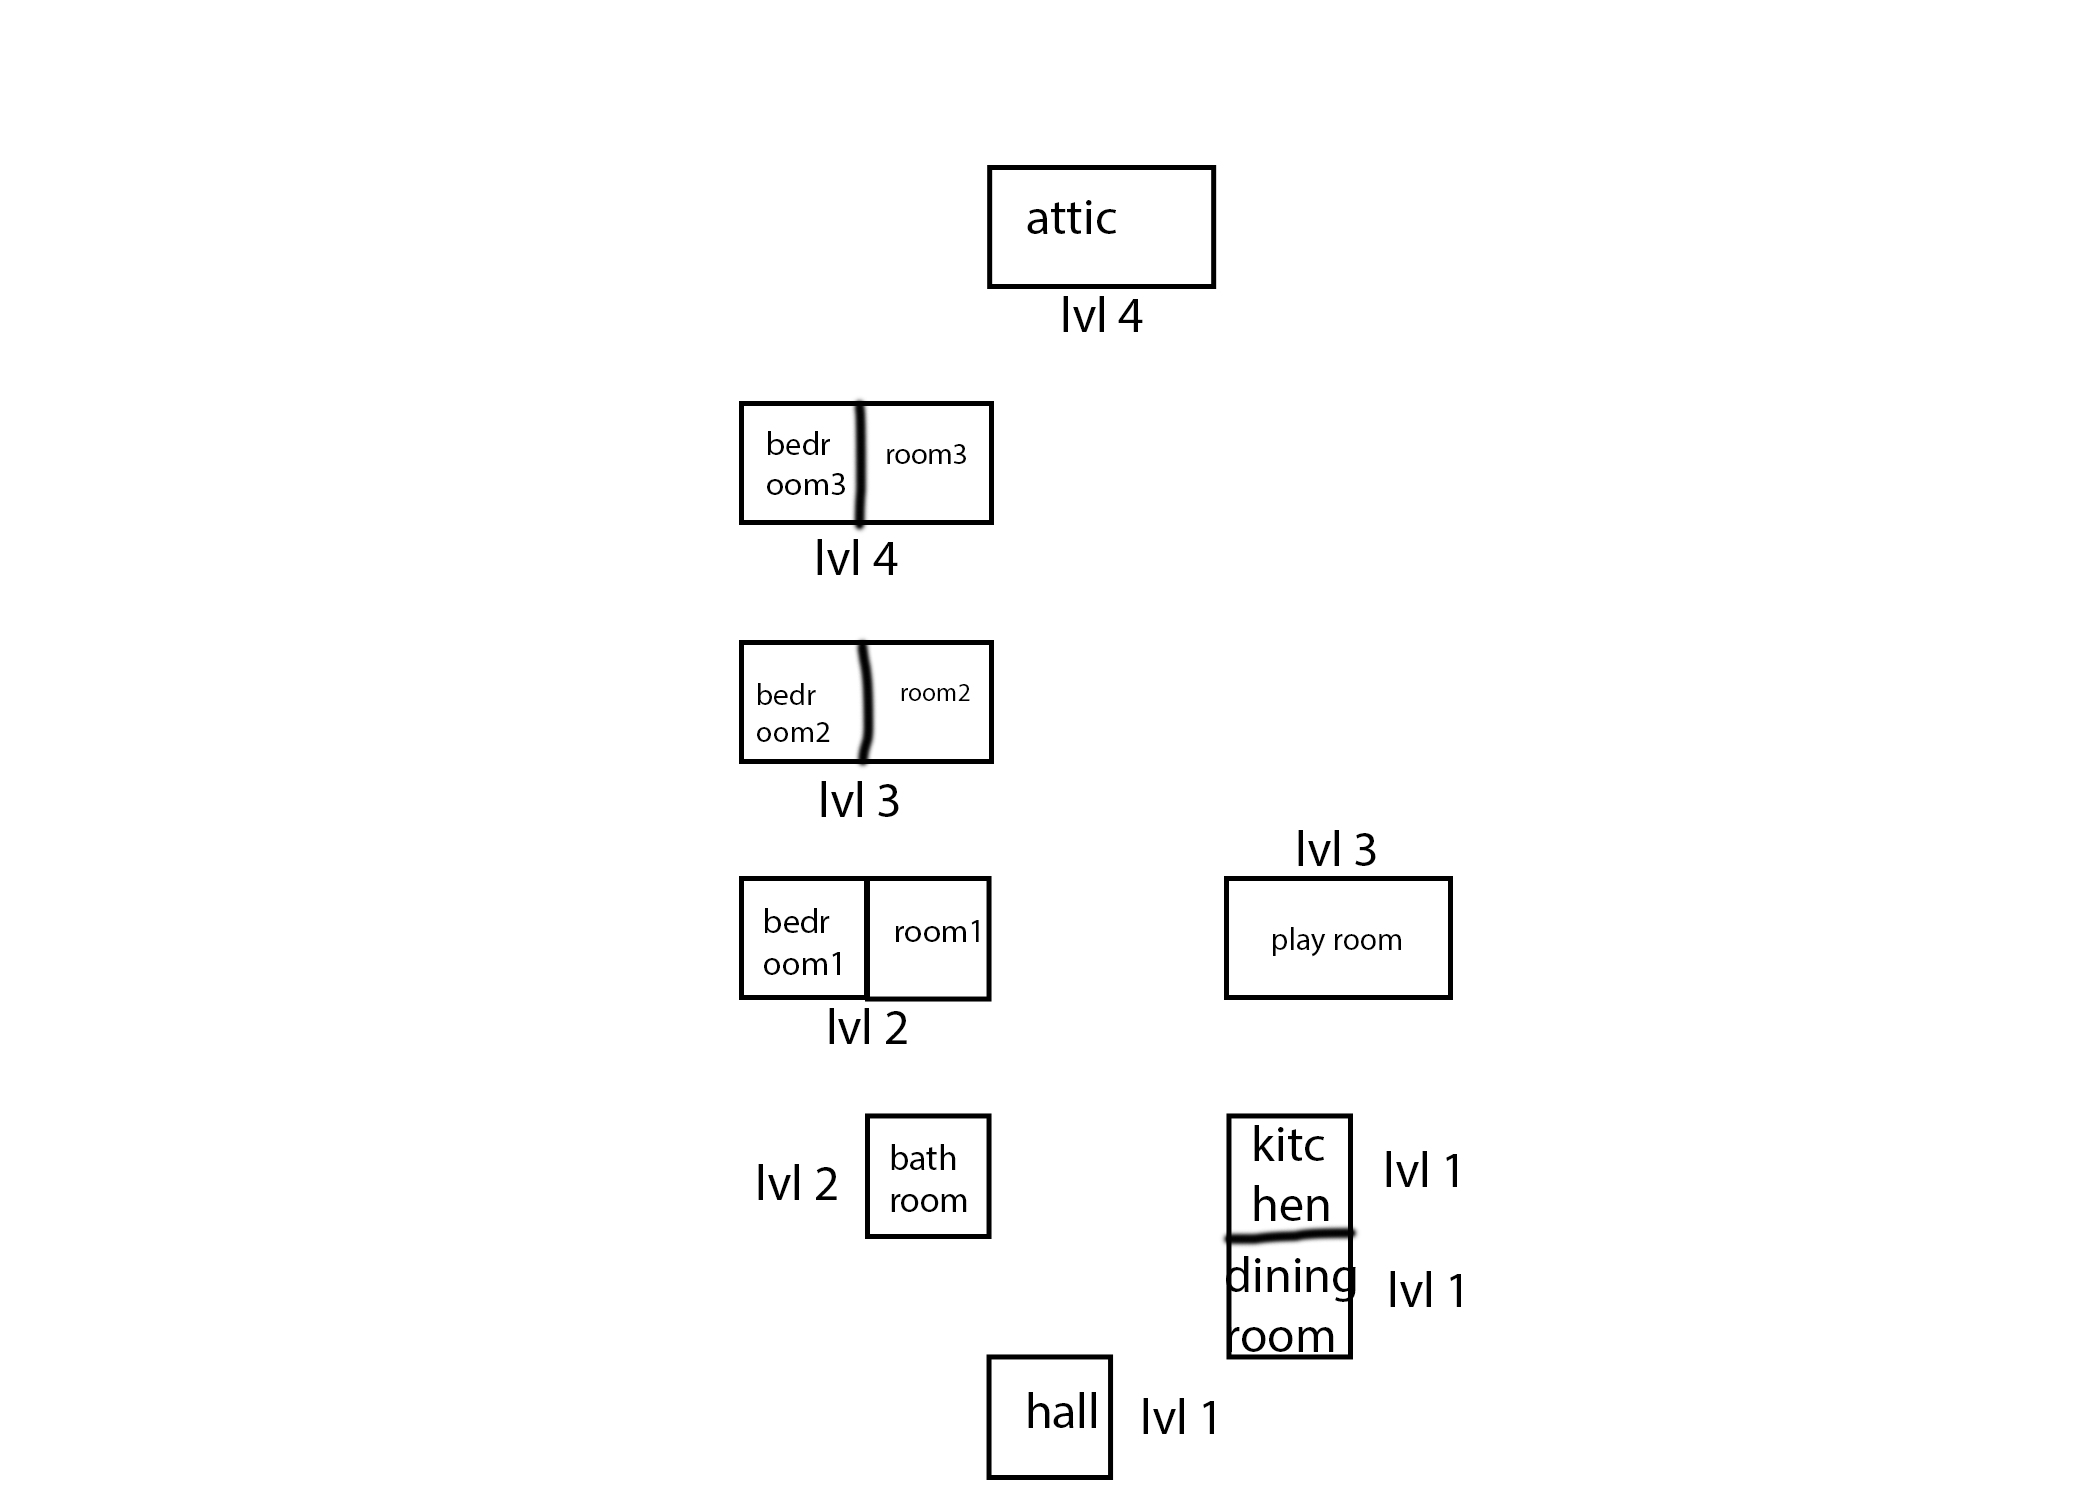 attic
lvl 4
bedr
oom3
room3
lvl 4
bedr
oom2
room2
lvl 3
lvl 3
bedr
oom1
room1
lvl 2
play room
lvl 2
bath
room
kitc
hen
lvl 1
dining
room
lvl 1
hall
lvl 1